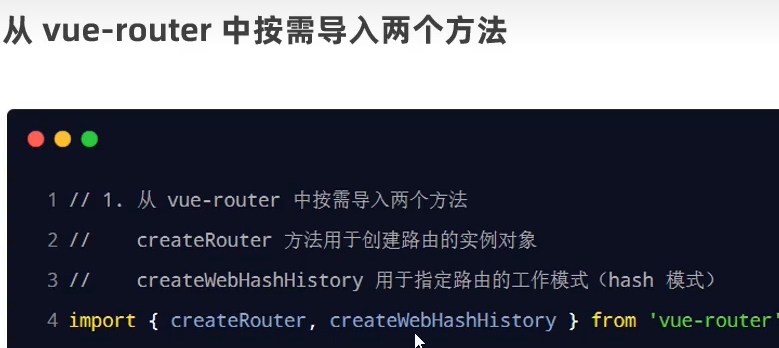 从 vue-router 中按需导入两个方法
1 // 1. 从 vue-router 中按需导入两个方法
2 //    createRouter 方法用于创建路由的实例对象
3 //    createWebHashHistory 用于指定路由的工作模式（hash 模式）
4 import { createRouter, createWebHashHistory } from 'vue-router'